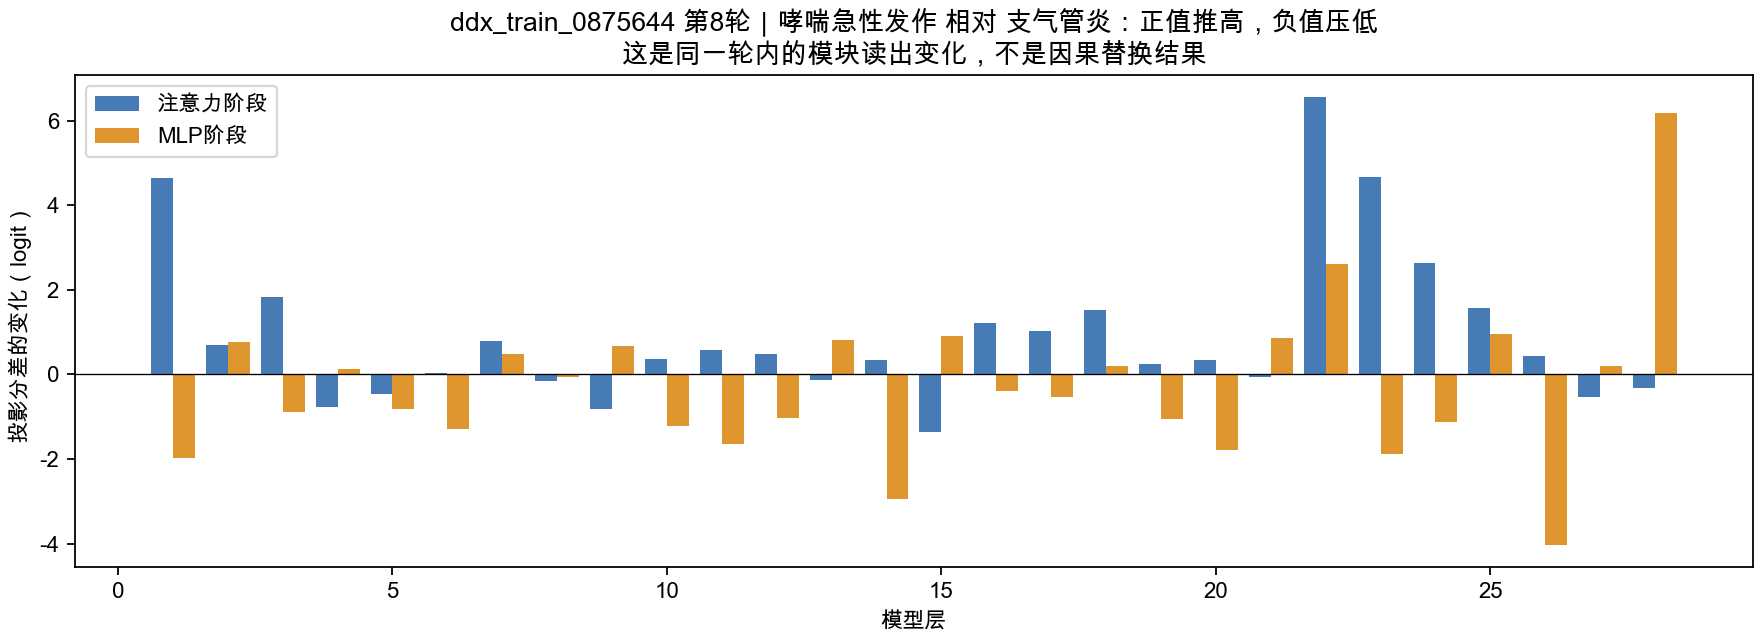 ddx_train_0875644 第8轮 | 哮喘急性发作 相对 支气管炎：正值推高，负值压低
这是同一轮内的模块读出变化，不是因果替换结果
注意力阶段
MLP阶段
投影分差的变化（logit）
6
4
2
0
-2
-4
0
5
10
15
20
25
模型层